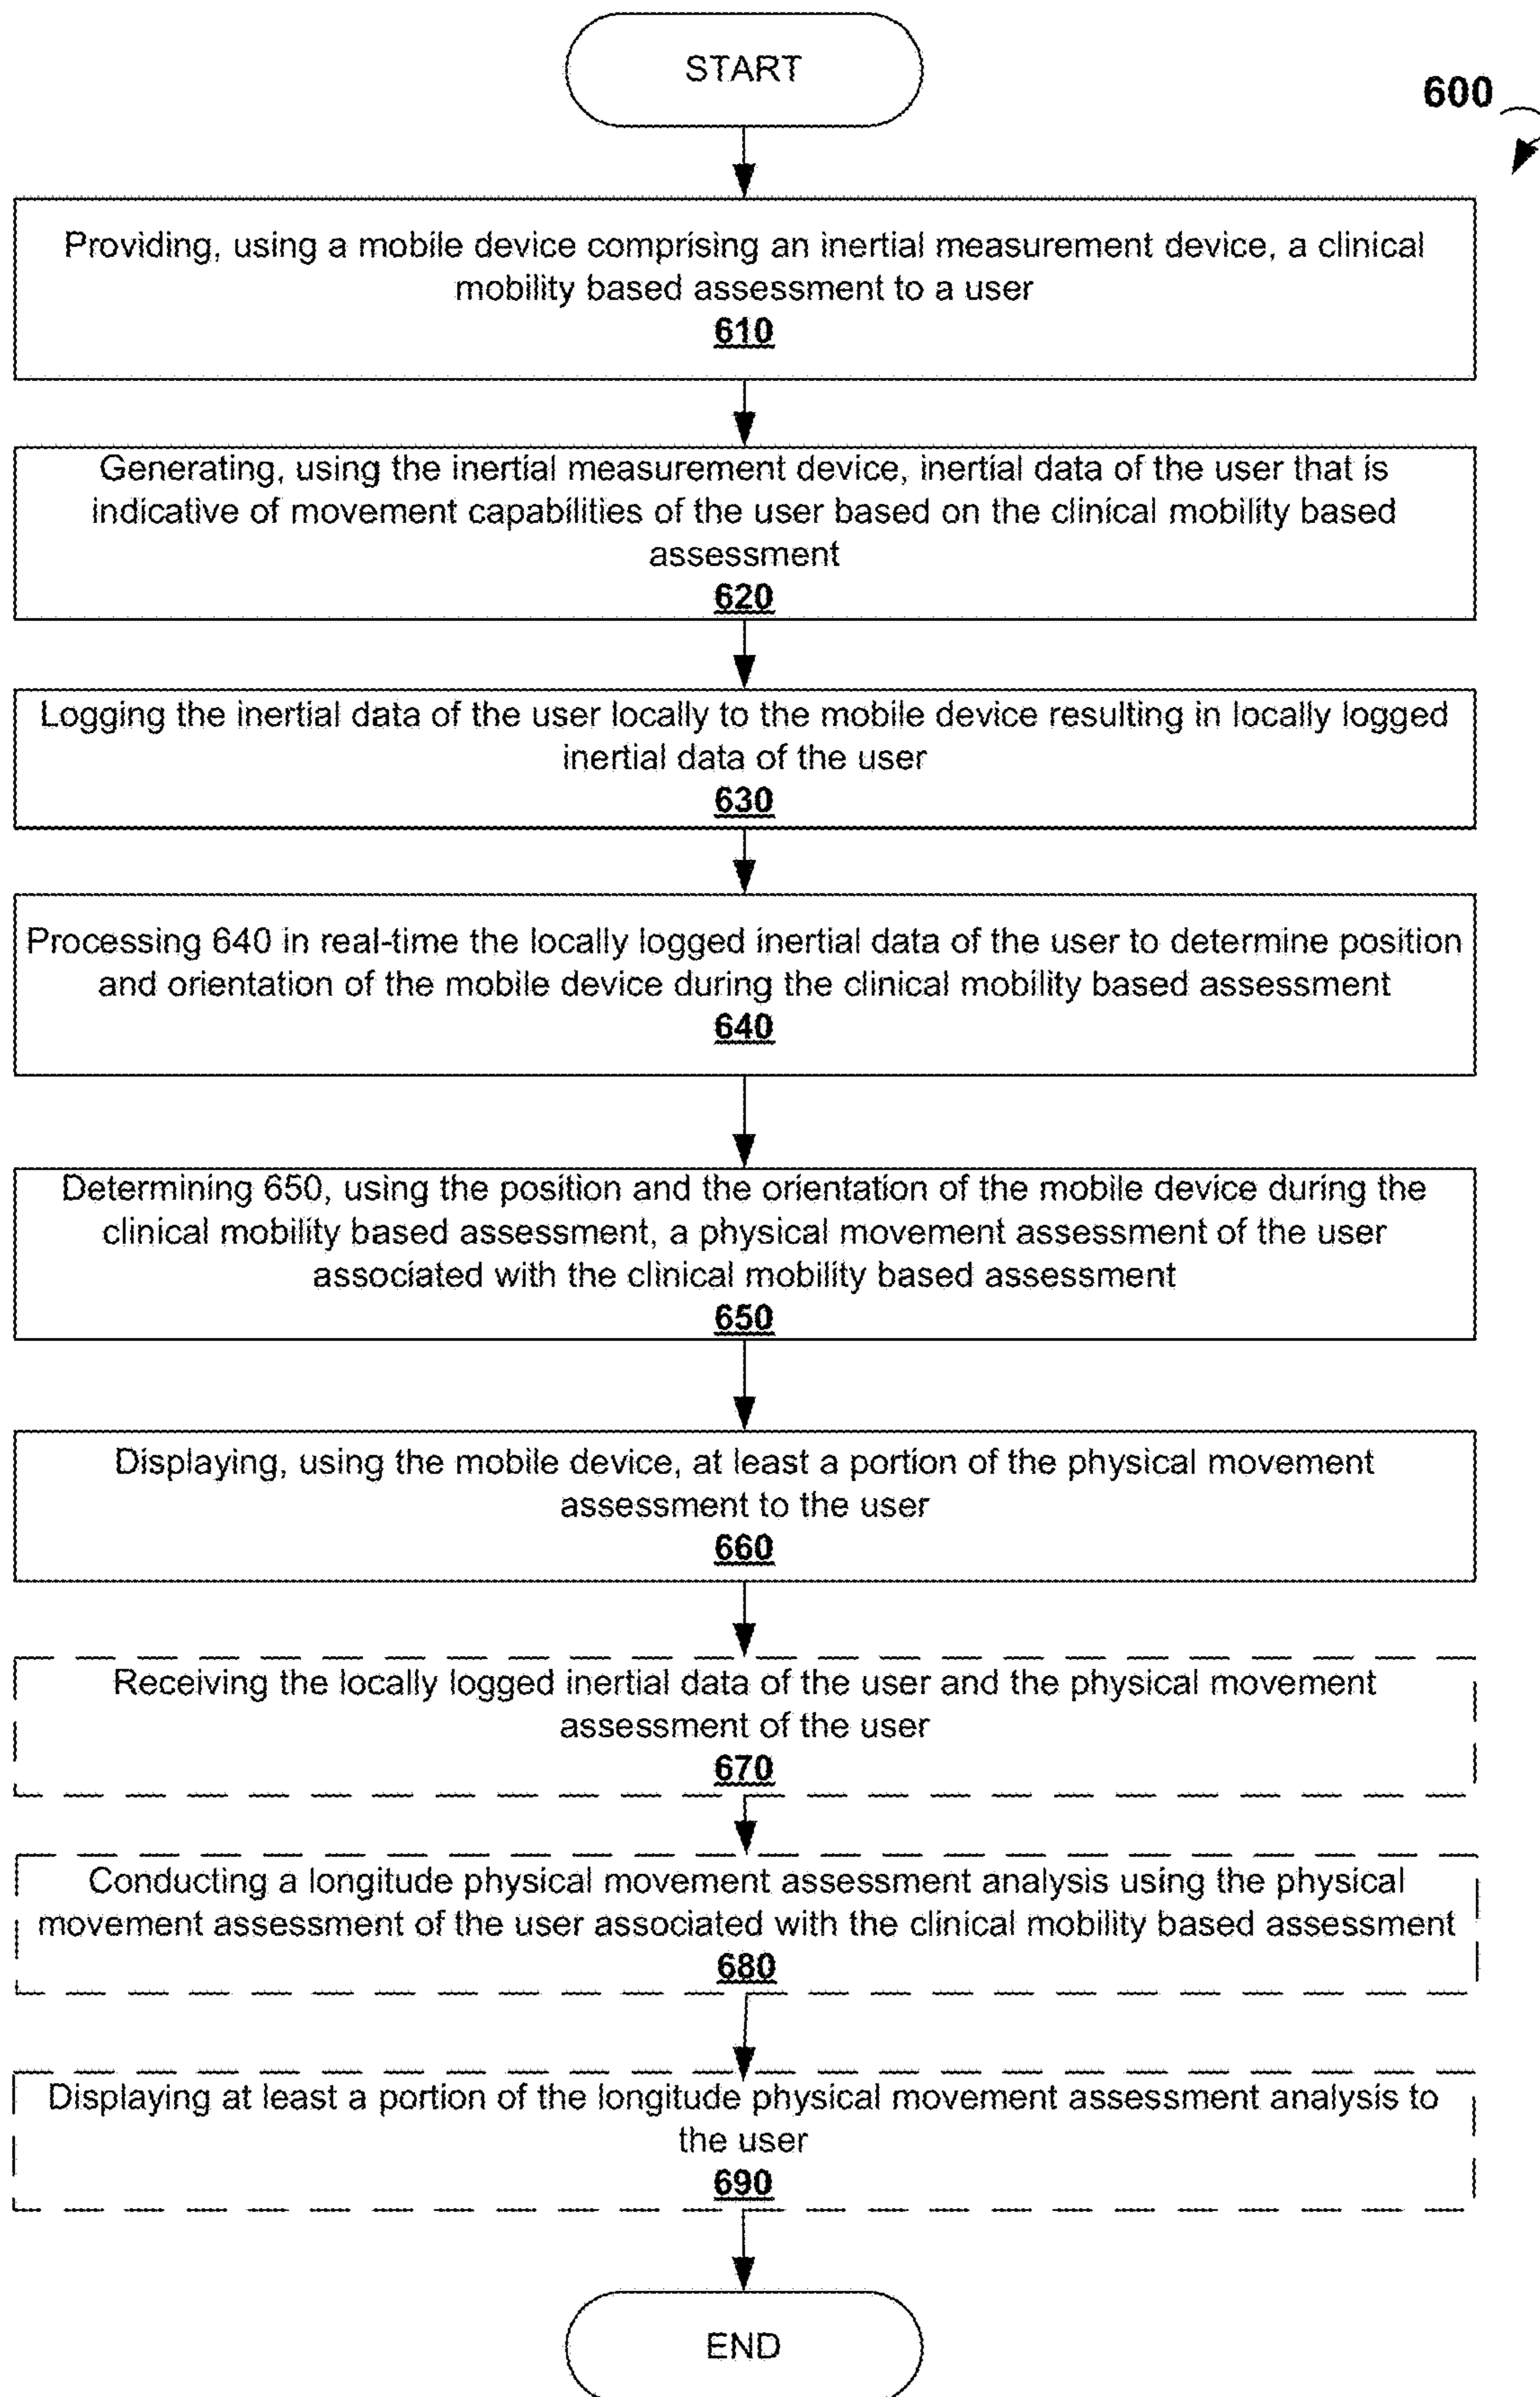 START
600
Providing, using a mobile device comprising an inertial measurement device, a clinical
mobility based assessment to a user
610
Generating, using the inertial measurement device, inertial data of the user that is
indicative of movement capabilities of the user based on the clinical mobility based
assessment
620
Logging the inertial data of the user locally to the mobile device resulting in locally logged
inertial data of the user
630
Processing 640 in real-time the locally logged inertial data of the user to determine position
and orientation of the mobile device during the clinical mobility based assessment
640
Determining 650, using the position and the orientation of the mobile device during the
clinical mobility based assessment, a physical movement assessment of the user
associated with the clinical mobility based assessment
650
Displaying, using the mobile device, at least a portion of the physical movement
assessment to the user
660
Receiving the locally logged inertial data of the user and the physical movement
assessment of the user
670
Conducting a longitude physical movement assessment analysis using the physical
movement assessment of the user associated with the clinical mobility based assessment
680
Displaying at least a portion of the longitude physical movement assessment analysis to
the user
690
END